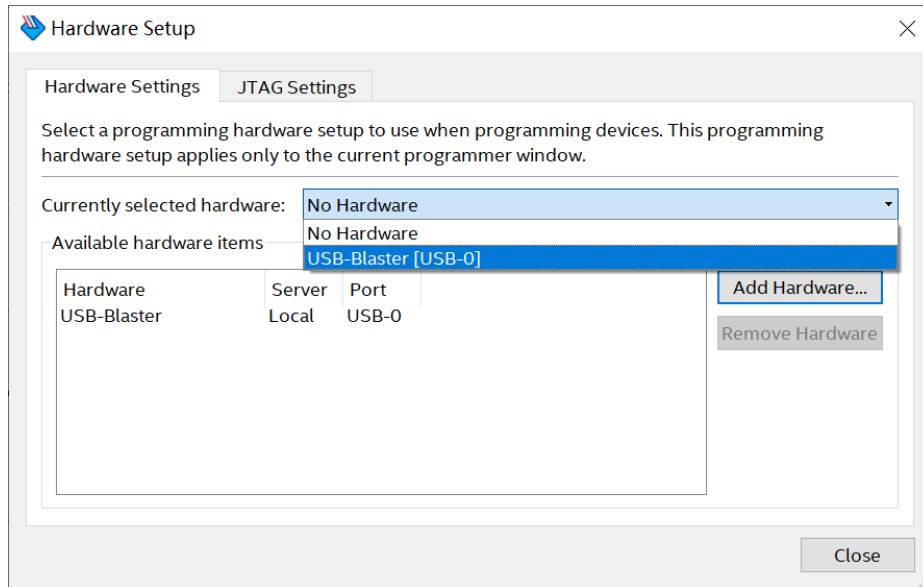 Hardware Setup
Hardware Settings
JTAG Settings
Select a programming hardware setup to use when programming devices. This programming
hardware setup applies only to the current programmer window.
Currently selected hardware:
No Hardware
No Hardware
USB-Blaster [USB-0]
Available hardware items
Hardware Server Port
USB-Blaster Local USB-0
Add Hardware...
Remove Hardware
Close